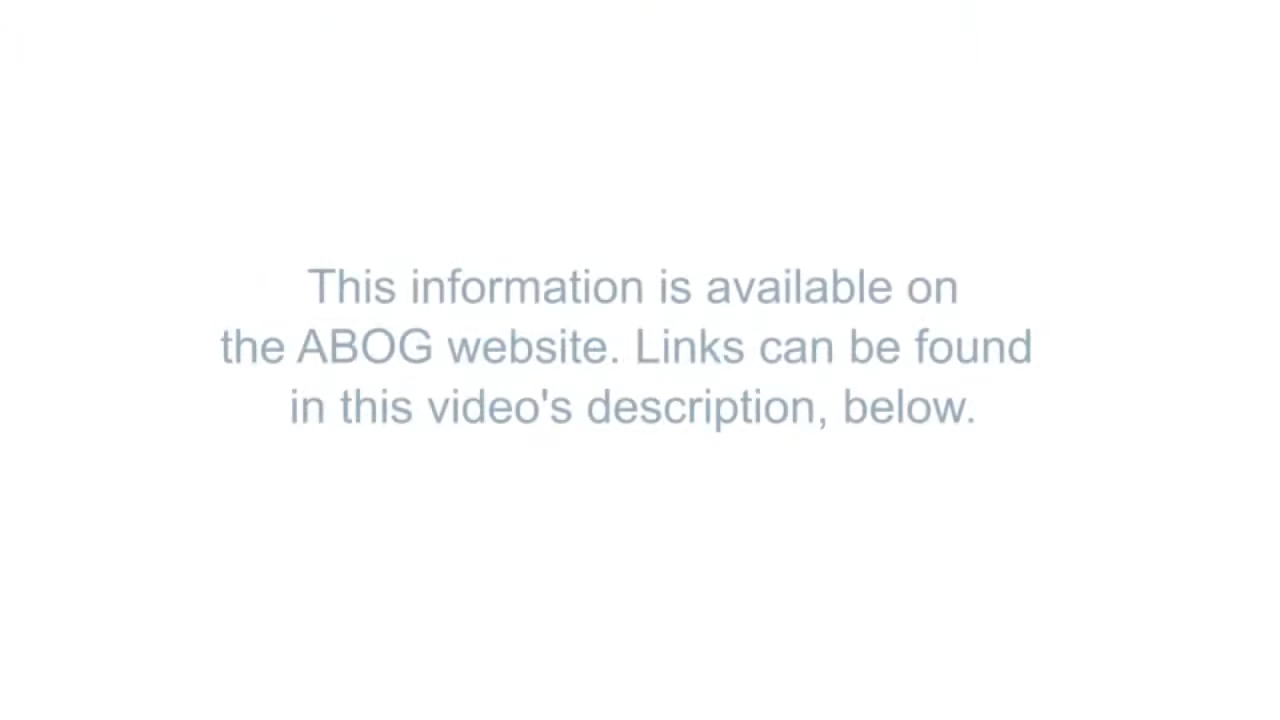 This information is available on
the ABOG website. Links can be found
in this video's description, below.